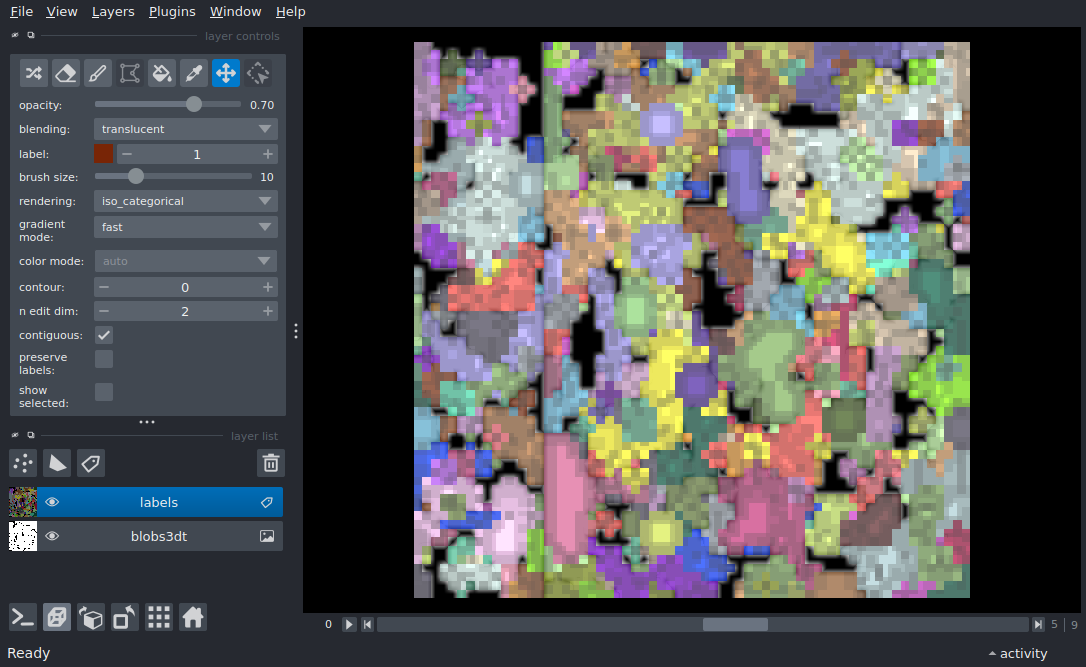 File View Layers Plugins Window Help
layer controls
opacity: 0.70
blending: translucent
label: 1
brush size: 10
rendering: iso_categorical
gradient
mode: fast
color mode: auto
contour: 0
n edit dim: 2
contiguous:
preserve
labels:
show
selected:
layer list
labels
blobs3dt
0 5 9
Ready
activity